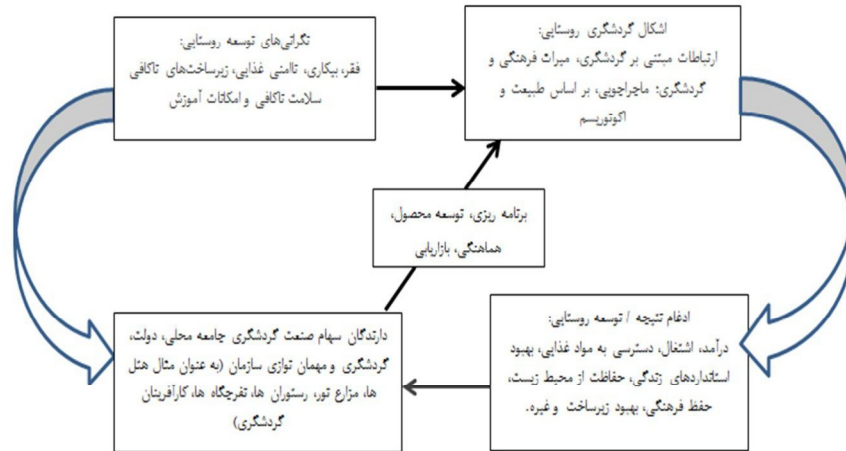 اشکال گردشگری روستایی:
ارتباطات مبتنی بر گردشگری، میراث فرهنگی و
گردشگری؛ ماجراجویی، بر اساس طبیعت و
اکوتوریسم
نگرانی‌های توسعه روستایی:
فقر، بیکاری، ناامنی غذایی، زیرساخت‌های ناکافی
سلامت ناکافی و امکانات آموزش
برنامه ریزی، توسعه محصول،
هماهنگی، بازاریابی
ادغام نتیجه / توسعه روستایی:
درآمد، اشتغال، دسترسی به مواد غذایی، بهبود
استانداردهای زندگی، حفاظت از محیط زیست،
حفظ فرهنگی، بهبود زیرساخت و غیره.
دارندگان سهام صنعت گردشگری جامعه محلی، دولت،
گردشگری و مهمان نوازی سازمان (به عنوان مثال هتل
ها، مزارع تور، رستوران ها، تفرجگاه ها، کارآفرینان
گردشگری)